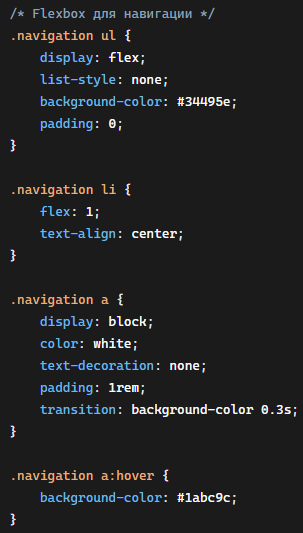 /* Flexbox для навигации */
.navigation ul {
    display: flex;
    list-style: none;
    background-color: #34495e;
    padding: 0;
}

.navigation li {
    flex: 1;
    text-align: center;
}

.navigation a {
    display: block;
    color: white;
    text-decoration: none;
    padding: 1rem;
    transition: background-color 0.3s;
}

.navigation a:hover {
    background-color: #1abc9c;
}